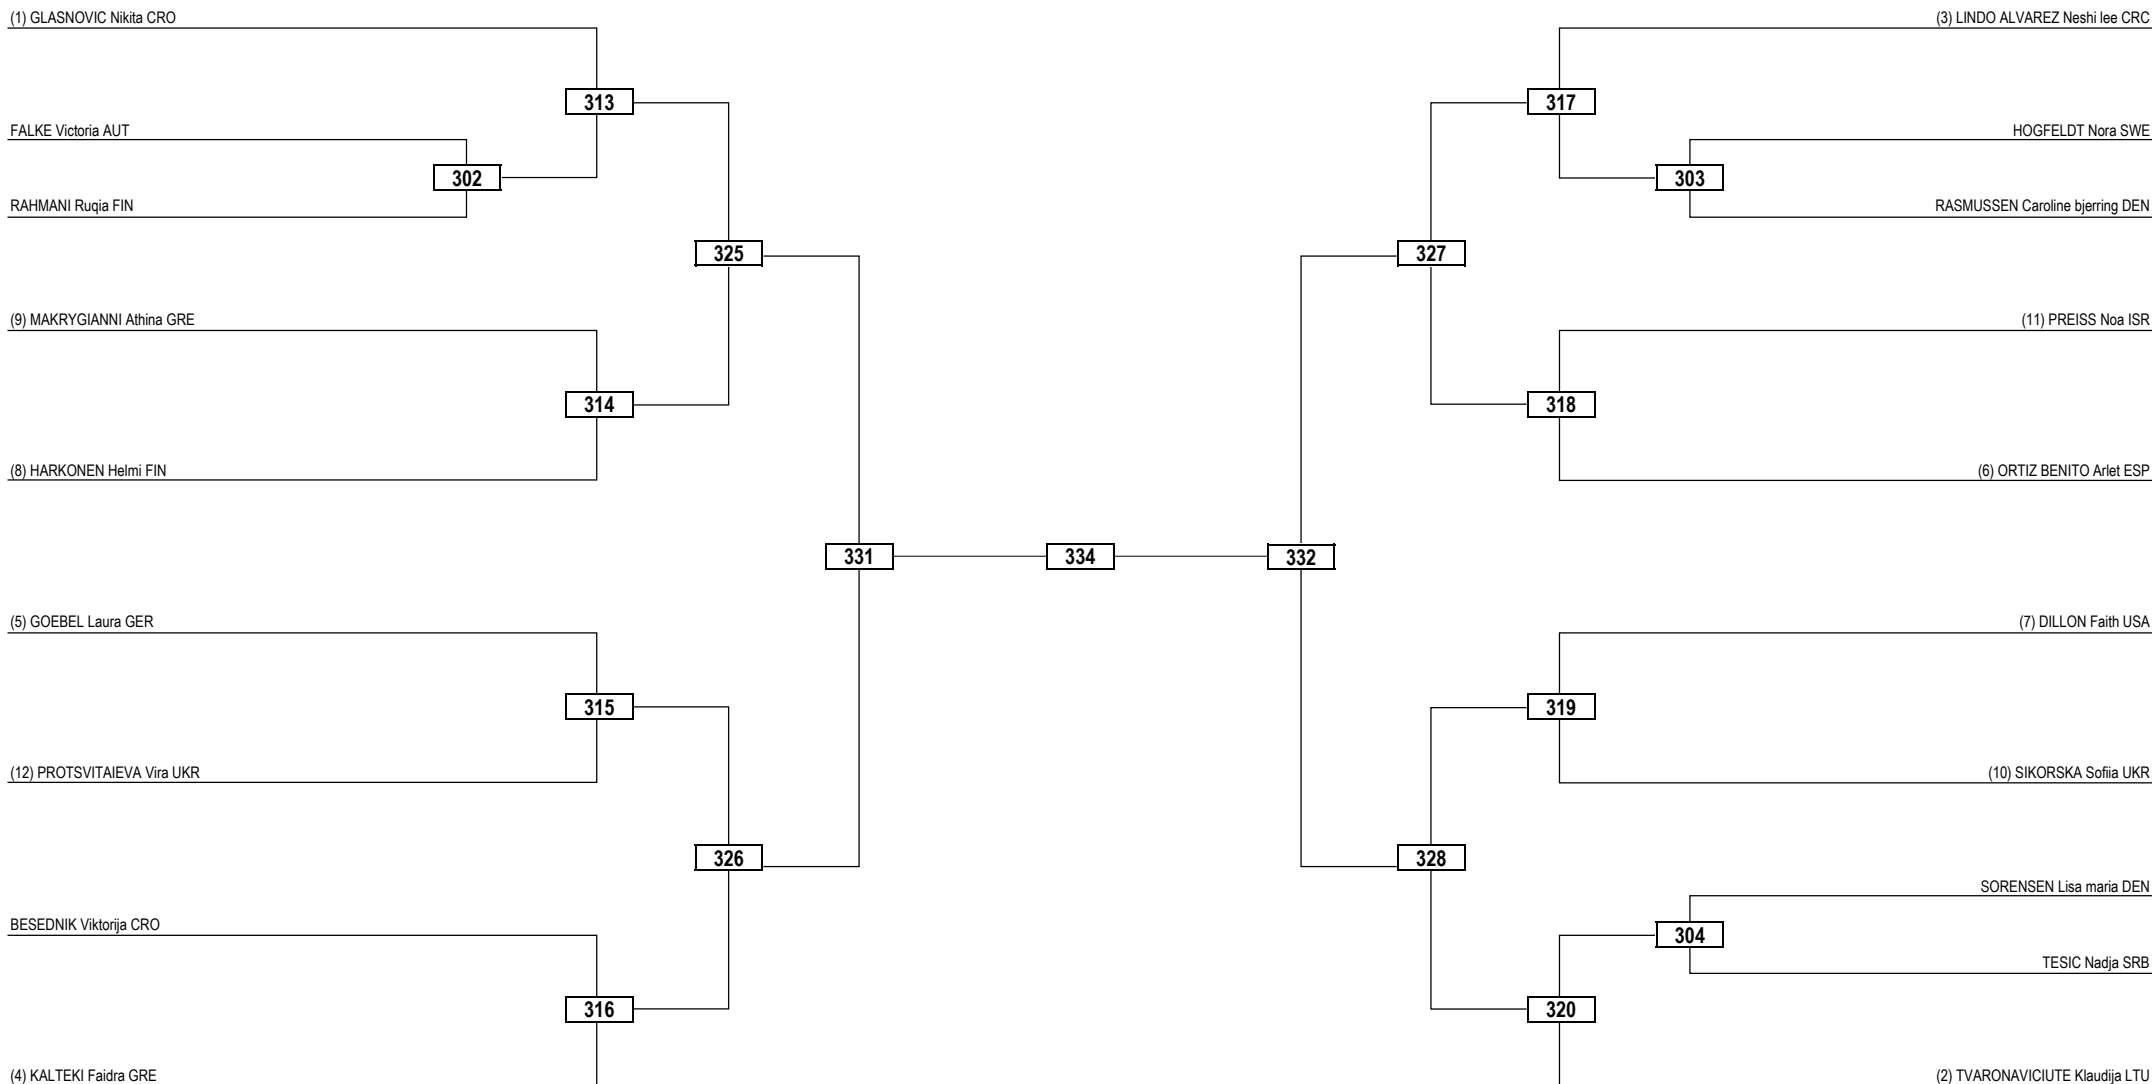 (1) GLASNOVIC Nikita CRO
(3) LINDO ALVAREZ Neshi lee CRC
313
317
FALKE Victoria AUT
HOGFELDT Nora SWE
302
303
RAHMANI Ruqia FIN
RASMUSSEN Caroline bjerring DEN
325
327
(9) MAKRYGIANNI Athina GRE
(11) PREISS Noa ISR
314
318
(8) HARKONEN Helmi FIN
(6) ORTIZ BENITO Arlet ESP
331
334
332
(5) GOEBEL Laura GER
(7) DILLON Faith USA
315
319
(12) PROTSVITAIEVA Vira UKR
(10) SIKORSKA Sofiia UKR
326
328
SORENSEN Lisa maria DEN
BESEDNIK Viktorija CRO
304
TESIC Nadja SRB
316
320
(4) KALTEKI Faidra GRE
(2) TVARONAVICIUTE Klaudija LTU